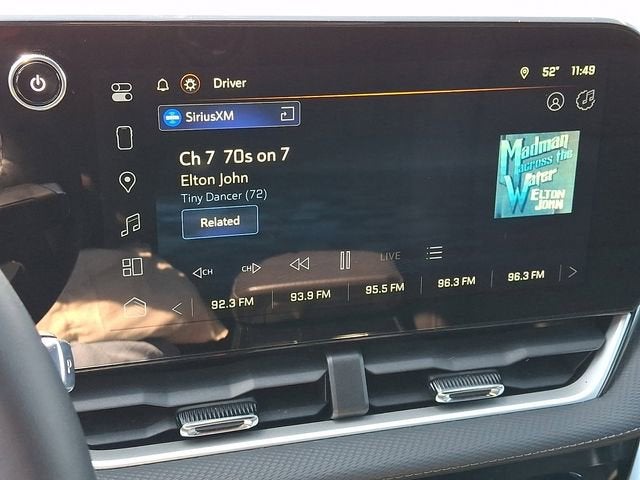 Driver
52° 11:49
SiriusXM
Ch 7 70s on 7
Elton John
Tiny Dancer (72)
Related
Madman
across the
Water
ELTON
JOHN
CH
CH
LIVE
92.3 FM 93.9 FM 95.5 FM 96.3 FM 96.3 FM
P